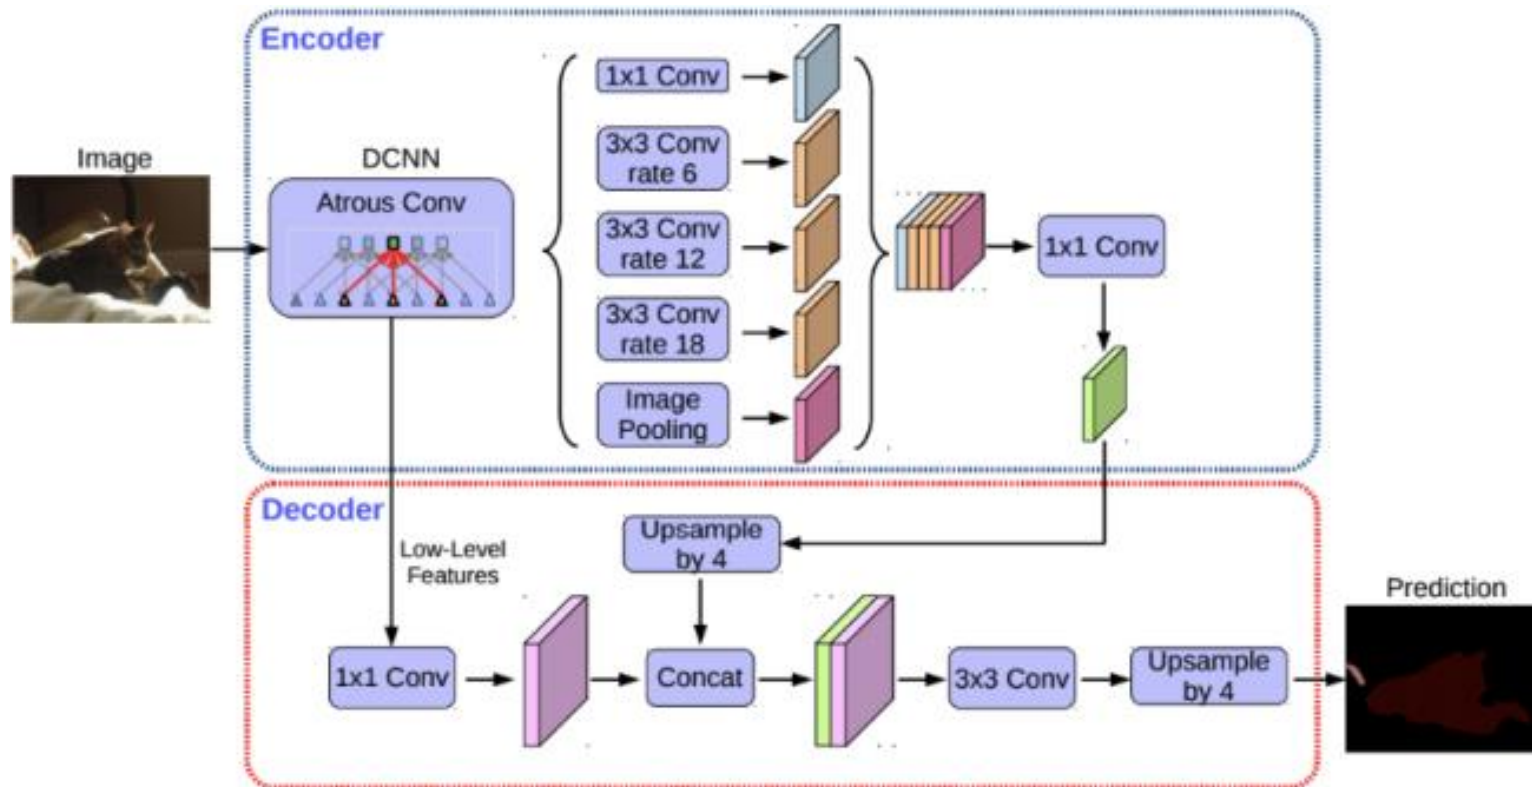 Encoder
Image
DCNN
Atrous Conv
1x1 Conv
3x3 Conv
rate 6
3x3 Conv
rate 12
3x3 Conv
rate 18
Image
Pooling
1x1 Conv
Decoder
Low-Level
Features
Upsample
by 4
1x1 Conv
Concat
3x3 Conv
Upsample
by 4
Prediction